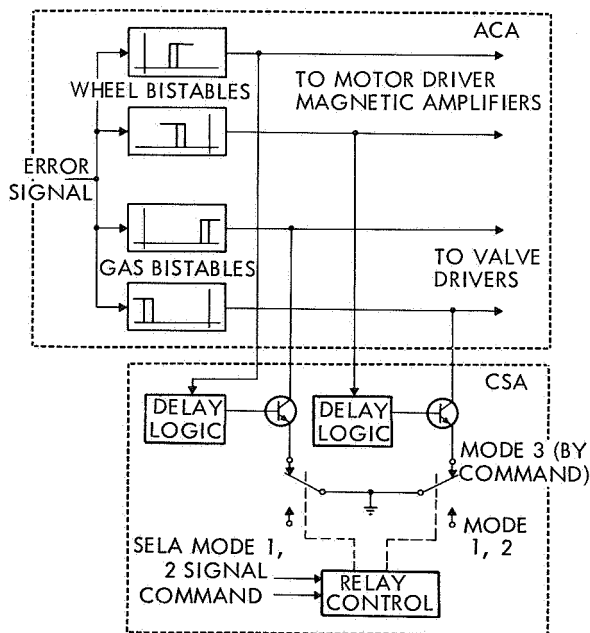 ACA
WHEEL BISTABLES
TO MOTOR DRIVER
MAGNETIC AMPLIFIERS
ERROR
SIGNAL
GAS BISTABLES
TO VALVE
DRIVERS
CSA
DELAY
LOGIC
DELAY
LOGIC
MODE 3 (BY
COMMAND)
MODE
1, 2
SELA MODE 1,
2 SIGNAL
COMMAND
RELAY
CONTROL